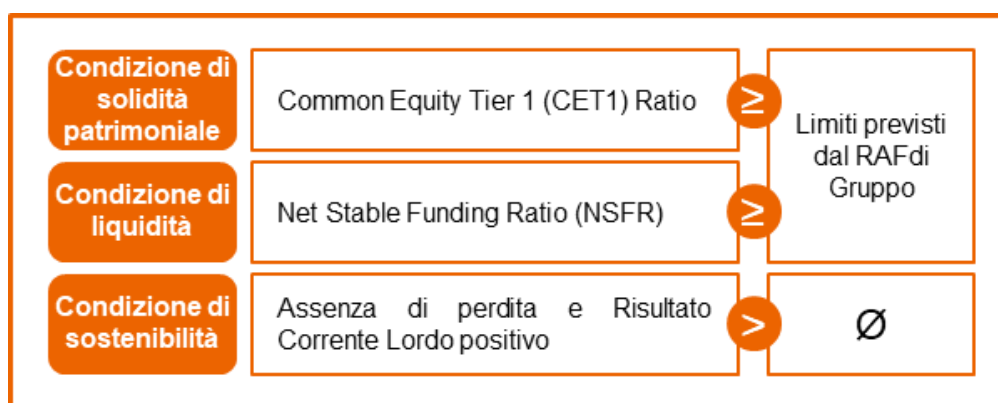 Condizione di
solidità
patrimoniale
Common Equity Tier 1 (CET1) Ratio
≥
Limiti previsti
dal RAFdi
Gruppo
Condizione di
liquidità
Net Stable Funding Ratio (NSFR)
≥
Condizione di
sostenibilità
Assenza di perdita e Risultato
Corrente Lordo positivo
>
Ø